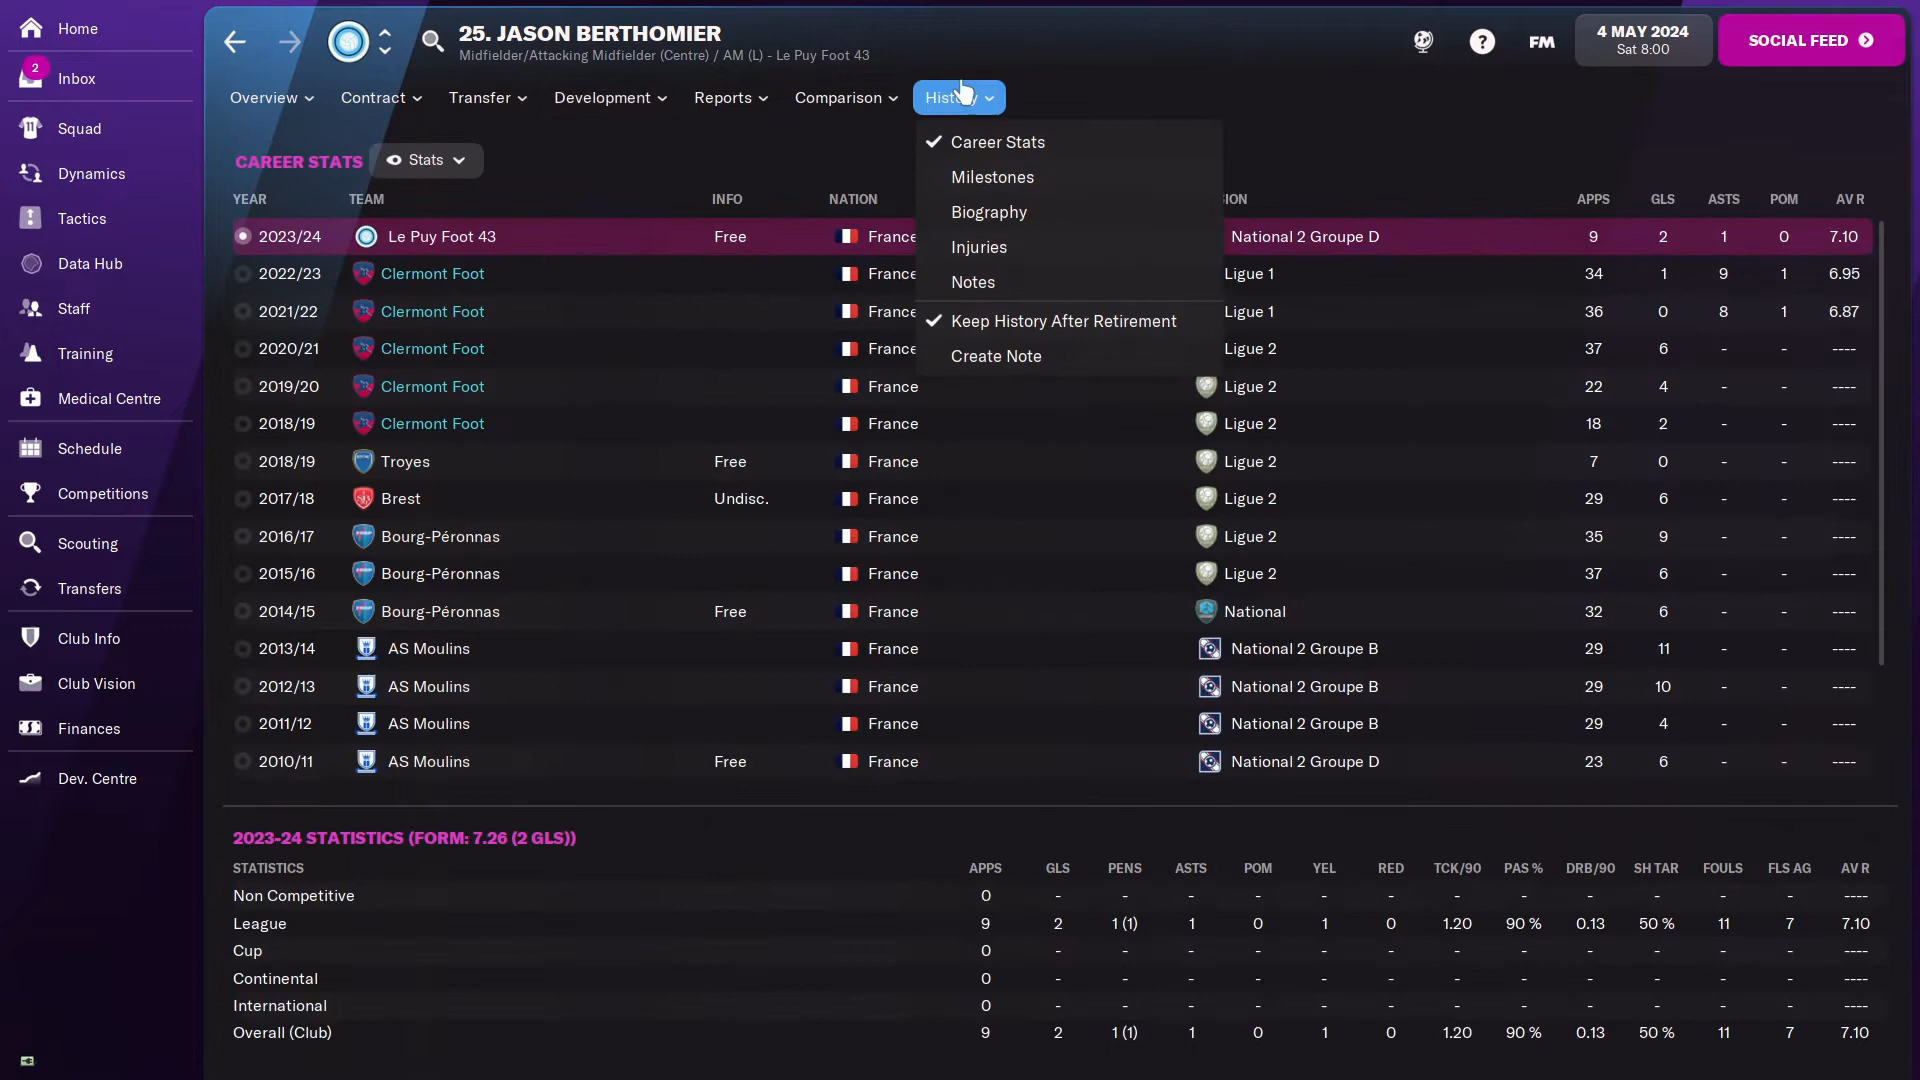 Home
2
Inbox
Squad
Dynamics
Tactics
Data Hub
Staff
Training
Medical Centre
Schedule
Competitions
Scouting
Transfers
Club Info
Club Vision
Finances
Dev. Centre
25. JASON BERTHOMIER
Midfielder/Attacking Midfielder (Centre) / AM (L) - Le Puy Foot 43
? FM
4 MAY 2024
Sat 8:00
SOCIAL FEED
Overview Contract Transfer Development Reports Comparison
Career Stats
Milestones
Biography
Injuries
Notes
Keep History After Retirement
Create Note
CAREER STATS Stats
YEAR TEAM INFO NATION APPS GLS ASTS POM AV R
2023/24 Le Puy Foot 43 Free France National 2 Groupe D 9 2 1 0 7.10
2022/23 Clermont Foot France Ligue 1 34 1 9 1 6.95
2021/22 Clermont Foot France Ligue 1 36 0 8 1 6.87
2020/21 Clermont Foot France Ligue 2 37 6 - - ----
2019/20 Clermont Foot France Ligue 2 22 4 - - ----
2018/19 Clermont Foot France Ligue 2 18 2 - - ----
2018/19 Troyes Free France Ligue 2 7 0 - - ----
2017/18 Brest Undisc. France Ligue 2 29 6 - - ----
2016/17 Bourg-Péronnas France Ligue 2 35 9 - - ----
2015/16 Bourg-Péronnas France Ligue 2 37 6 - - ----
2014/15 Bourg-Péronnas Free France National 32 6 - - ----
2013/14 AS Moulins France National 2 Groupe B 29 11 - - ----
2012/13 AS Moulins France National 2 Groupe B 29 10 - - ----
2011/12 AS Moulins France National 2 Groupe B 29 4 - - ----
2010/11 AS Moulins Free France National 2 Groupe D 23 6 - - ----
2023-24 STATISTICS (FORM: 7.26 (2 GLS))
STATISTICS APPS GLS PENS ASTS POM YEL RED TCK/90 PAS % DRB/90 SH TAR FOULS FLS AG AV R
Non Competitive 0 - - - - - - - - - - - - ----
League 9 2 1 (1) 1 0 1 0 1.20 90 % 0.13 50 % 11 7 7.10
Cup 0 - - - - - - - - - - - - ----
Continental 0 - - - - - - - - - - - - ----
International 0 - - - - - - - - - - - - ----
Overall (Club) 9 2 1 (1) 1 0 1 0 1.20 90 % 0.13 50 % 11 7 7.10